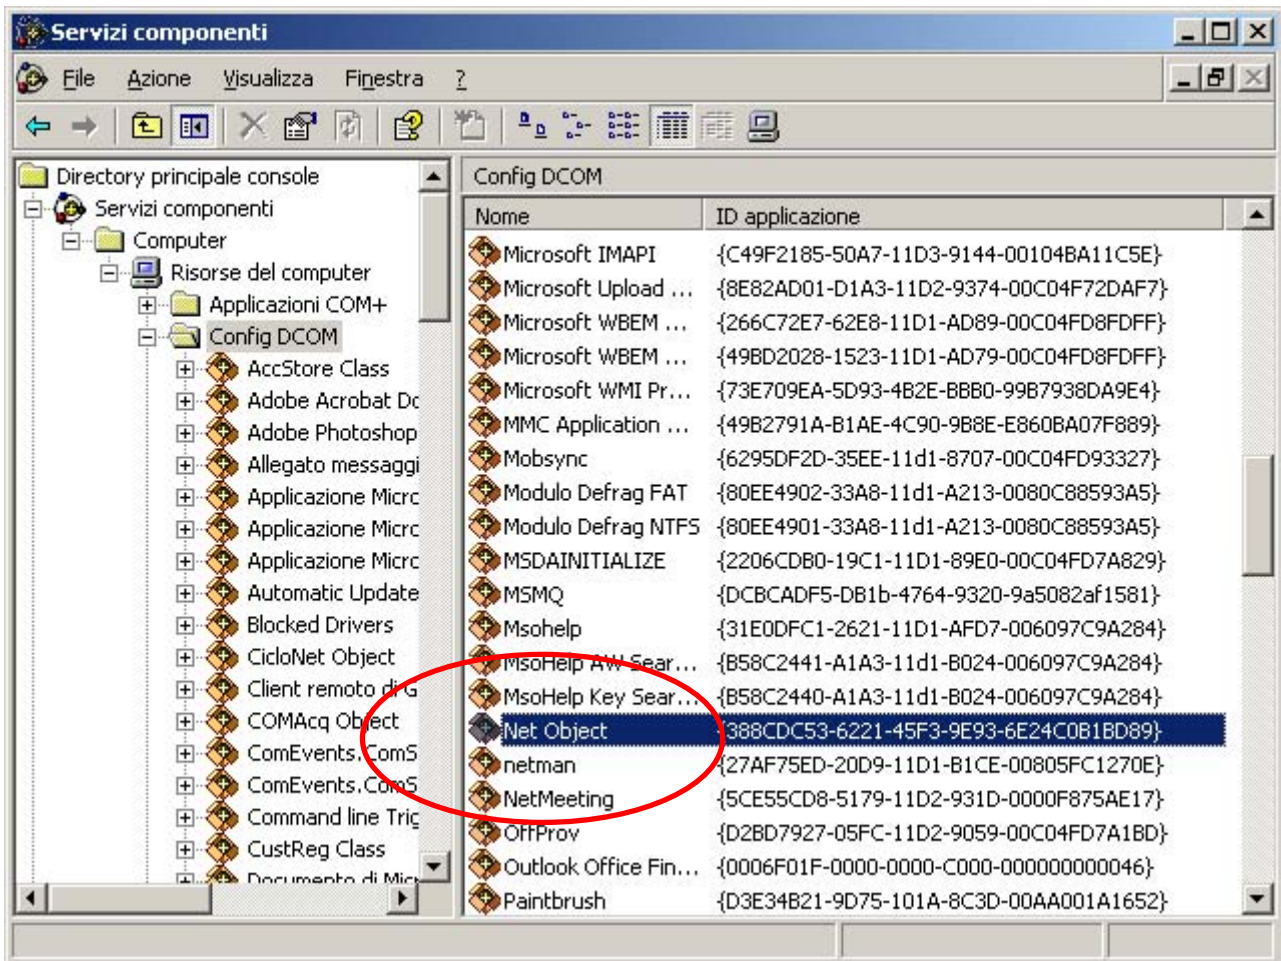 Servizi componenti
File Azione Visualizza Finestra ?
Directory principale console
Servizi componenti
Computer
Risorse del computer
Applicazioni COM+
Config DCOM
AccStore Class
Adobe Acrobat Do
Adobe Photoshop
Allegato messaggi
Applicazione Micro
Applicazione Micro
Applicazione Micro
Automatic Update
Blocked Drivers
CicloNet Object
Client remoto di G
COMAcq Object
ComEvents.ComS
ComEvents.ComS
Command line Trig
CustReg Class
Documento di Micr
Config DCOM
Nome ID applicazione
Microsoft IMAPI {C49F2185-50A7-11D3-9144-00104BA11C5E}
Microsoft Upload ... {8E82AD01-D1A3-11D2-9374-00C04F72DAF7}
Microsoft WBEM ... {266C72E7-62E8-11D1-AD89-00C04FD8FDFF}
Microsoft WBEM ... {49BD2028-1523-11D1-AD79-00C04FD8FDFF}
Microsoft WMI Pr... {73E709EA-5D93-4B2E-BBB0-99B7938DA9E4}
MMC Application ... {49B2791A-B1AE-4C90-9B8E-E860BA07F889}
Mobsync {6295DF2D-35EE-11d1-8707-00C04FD93327}
Modulo Defrag FAT {80EE4902-33A8-11d1-A213-0080C88593A5}
Modulo Defrag NTFS {80EE4901-33A8-11d1-A213-0080C88593A5}
MSDAINITIALIZE {2206CDB0-19C1-11D1-89E0-00C04FD7A829}
MSMQ {DCBCADF5-DB1b-4764-9320-9a5082af1581}
Msohelp {31E0DFC1-2621-11D1-AFD7-006097C9A284}
MsoHelp AW Sear... {B58C2441-A1A3-11d1-B024-006097C9A284}
MsoHelp Key Sear... {B58C2440-A1A3-11d1-B024-006097C9A284}
Net Object {388CDC53-6221-45F3-9E93-6E24C0B1BD89}
netman {27AF75ED-20D9-11D1-B1CE-00805FC1270E}
NetMeeting {5CE55CD8-5179-11D2-931D-0000F875AE17}
OffProv {D2BD7927-05FC-11D2-9059-00C04FD7A1BD}
Outlook Office Fin... {0006F01F-0000-0000-C000-000000000046}
Paintbrush {D3E34B21-9D75-101A-8C3D-00AA001A1652}